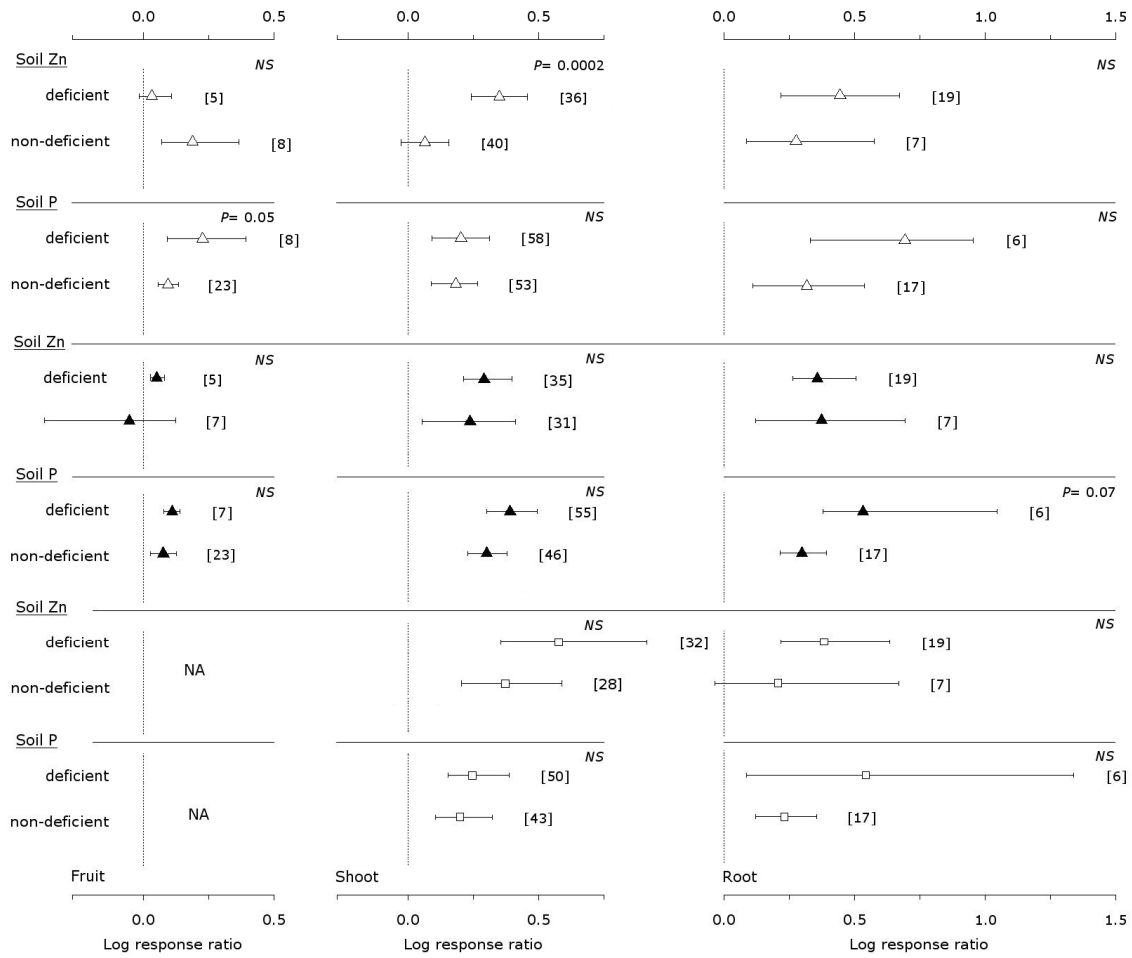 0.0 0.5 0.0 0.5 0.0 0.5 1.0 1.5
Soil Zn NS P= 0.0002 NS
deficient [5] [36] [19]
non-deficient [8] [40] [7]
Soil P P= 0.05 NS NS
deficient [8] [58] [6]
non-deficient [23] [53] [17]
Soil Zn NS NS NS
deficient [5] [35] [19]
[7] [31] [7]
Soil P NS NS P= 0.07
deficient [7] [55] [6]
non-deficient [23] [46] [17]
Soil Zn NS NS
deficient [32] [19]
NA
non-deficient [28] [7]
Soil P NS NS
deficient [50] [6]
non-deficient NA [43] [17]
Fruit Shoot Root
0.0 0.5 0.0 0.5 0.0 0.5 1.0 1.5
Log response ratio Log response ratio Log response ratio